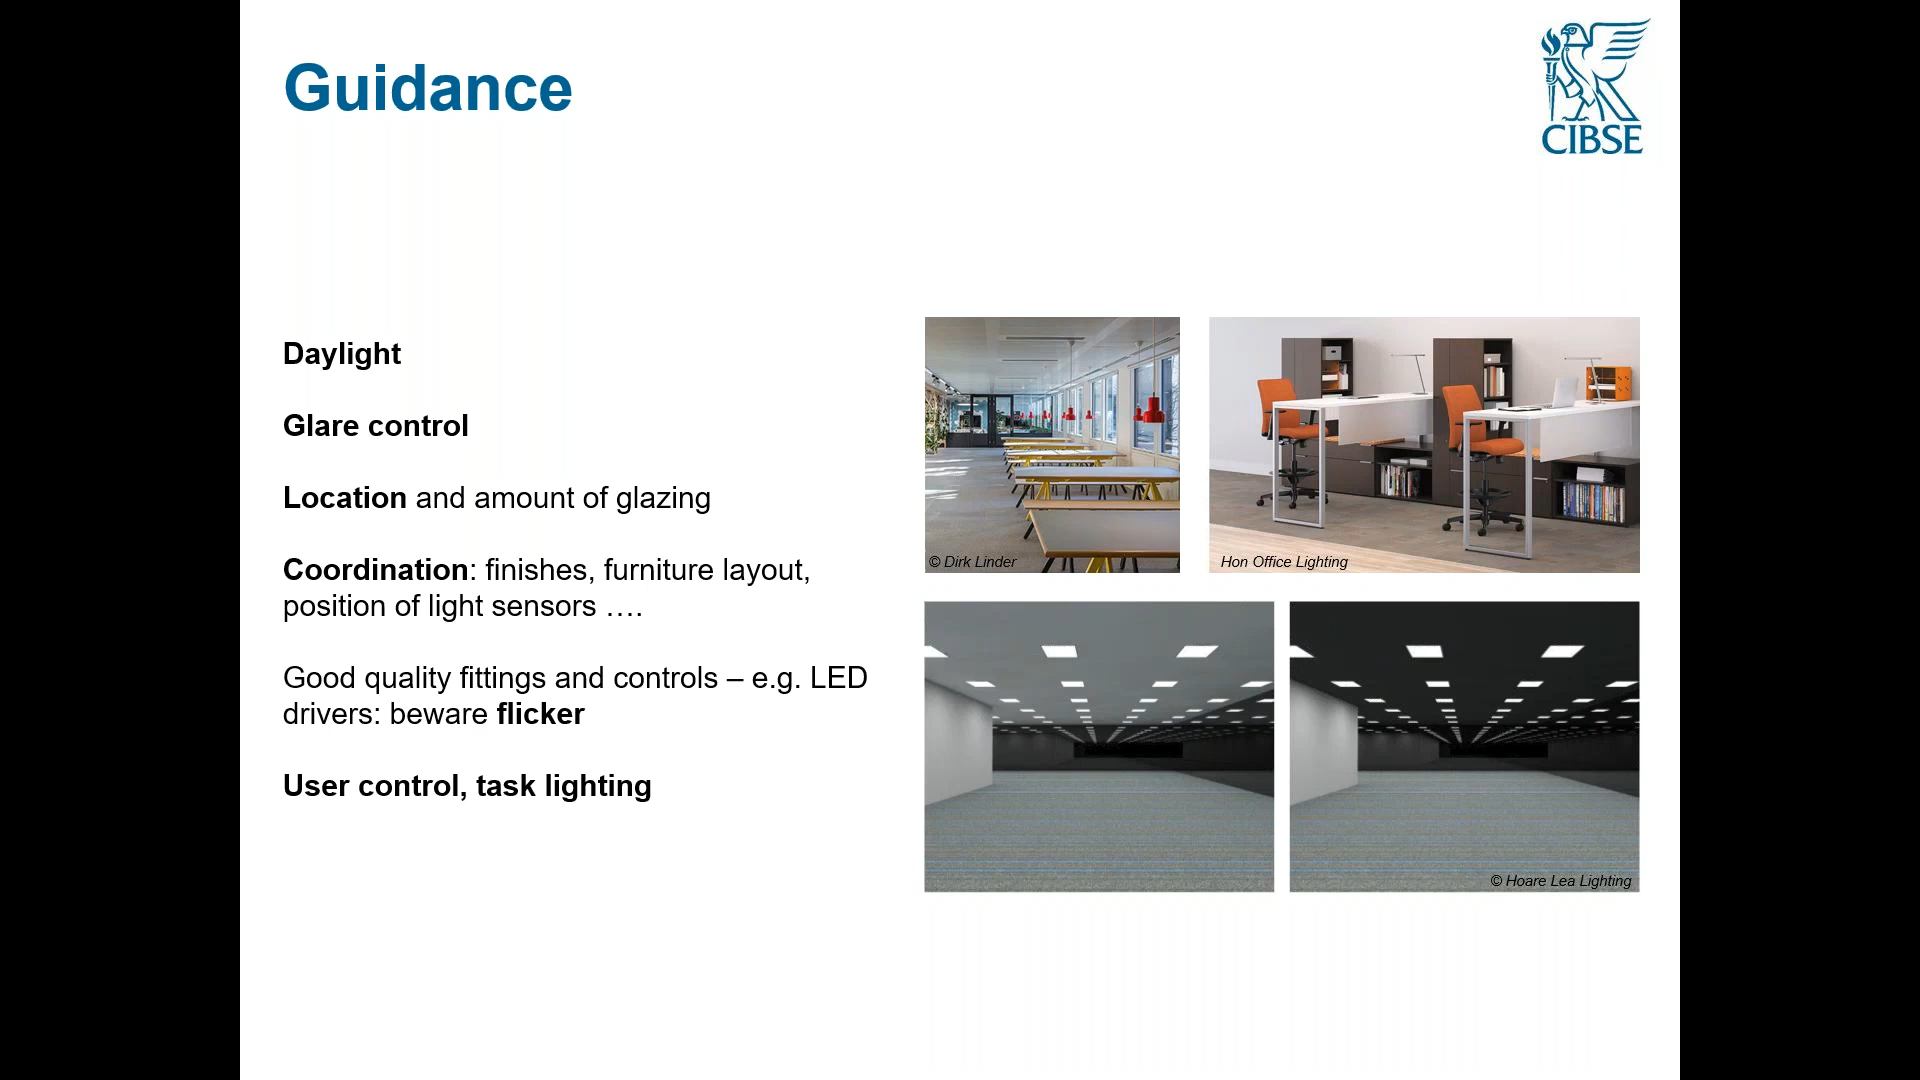 Guidance
CIBSE
Daylight
Glare control
Location and amount of glazing
Coordination: finishes, furniture layout,
position of light sensors ….
Good quality fittings and controls – e.g. LED
drivers: beware flicker
User control, task lighting
© Dirk Linder
Hon Office Lighting
© Hoare Lea Lighting